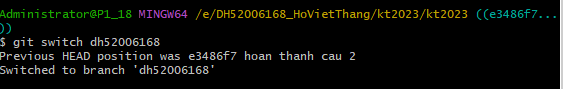 Administrator@P1_18 MINGW64 /e/DH52006168_HoVietThang/kt2023/kt2023 ((e3486f7...
))
$ git switch dh52006168
Previous HEAD position was e3486f7 hoan thanh cau 2
Switched to branch 'dh52006168'